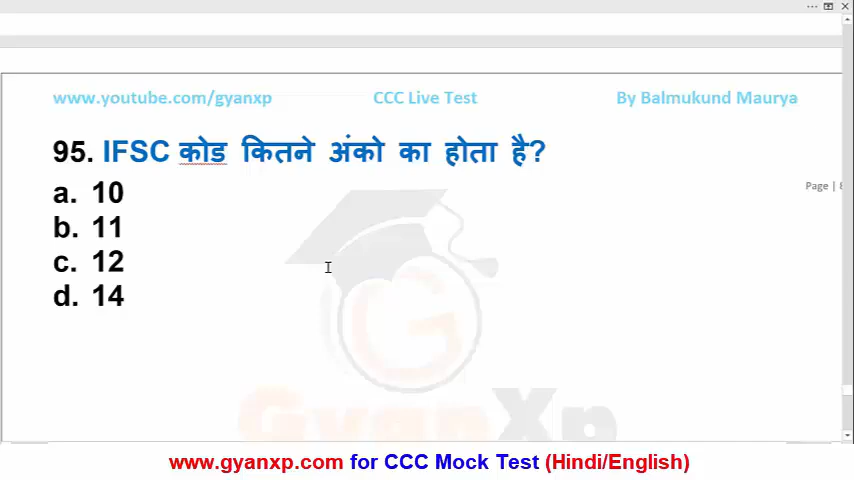 www.youtube.com/gyanxp CCC Live Test By Balmukund Maurya
95. IFSC कोड कितने अंको का होता है?
Page |
a. 10
b. 11
c. 12
d. 14
GyanXp
www.gyanxp.com for CCC Mock Test (Hindi/English)